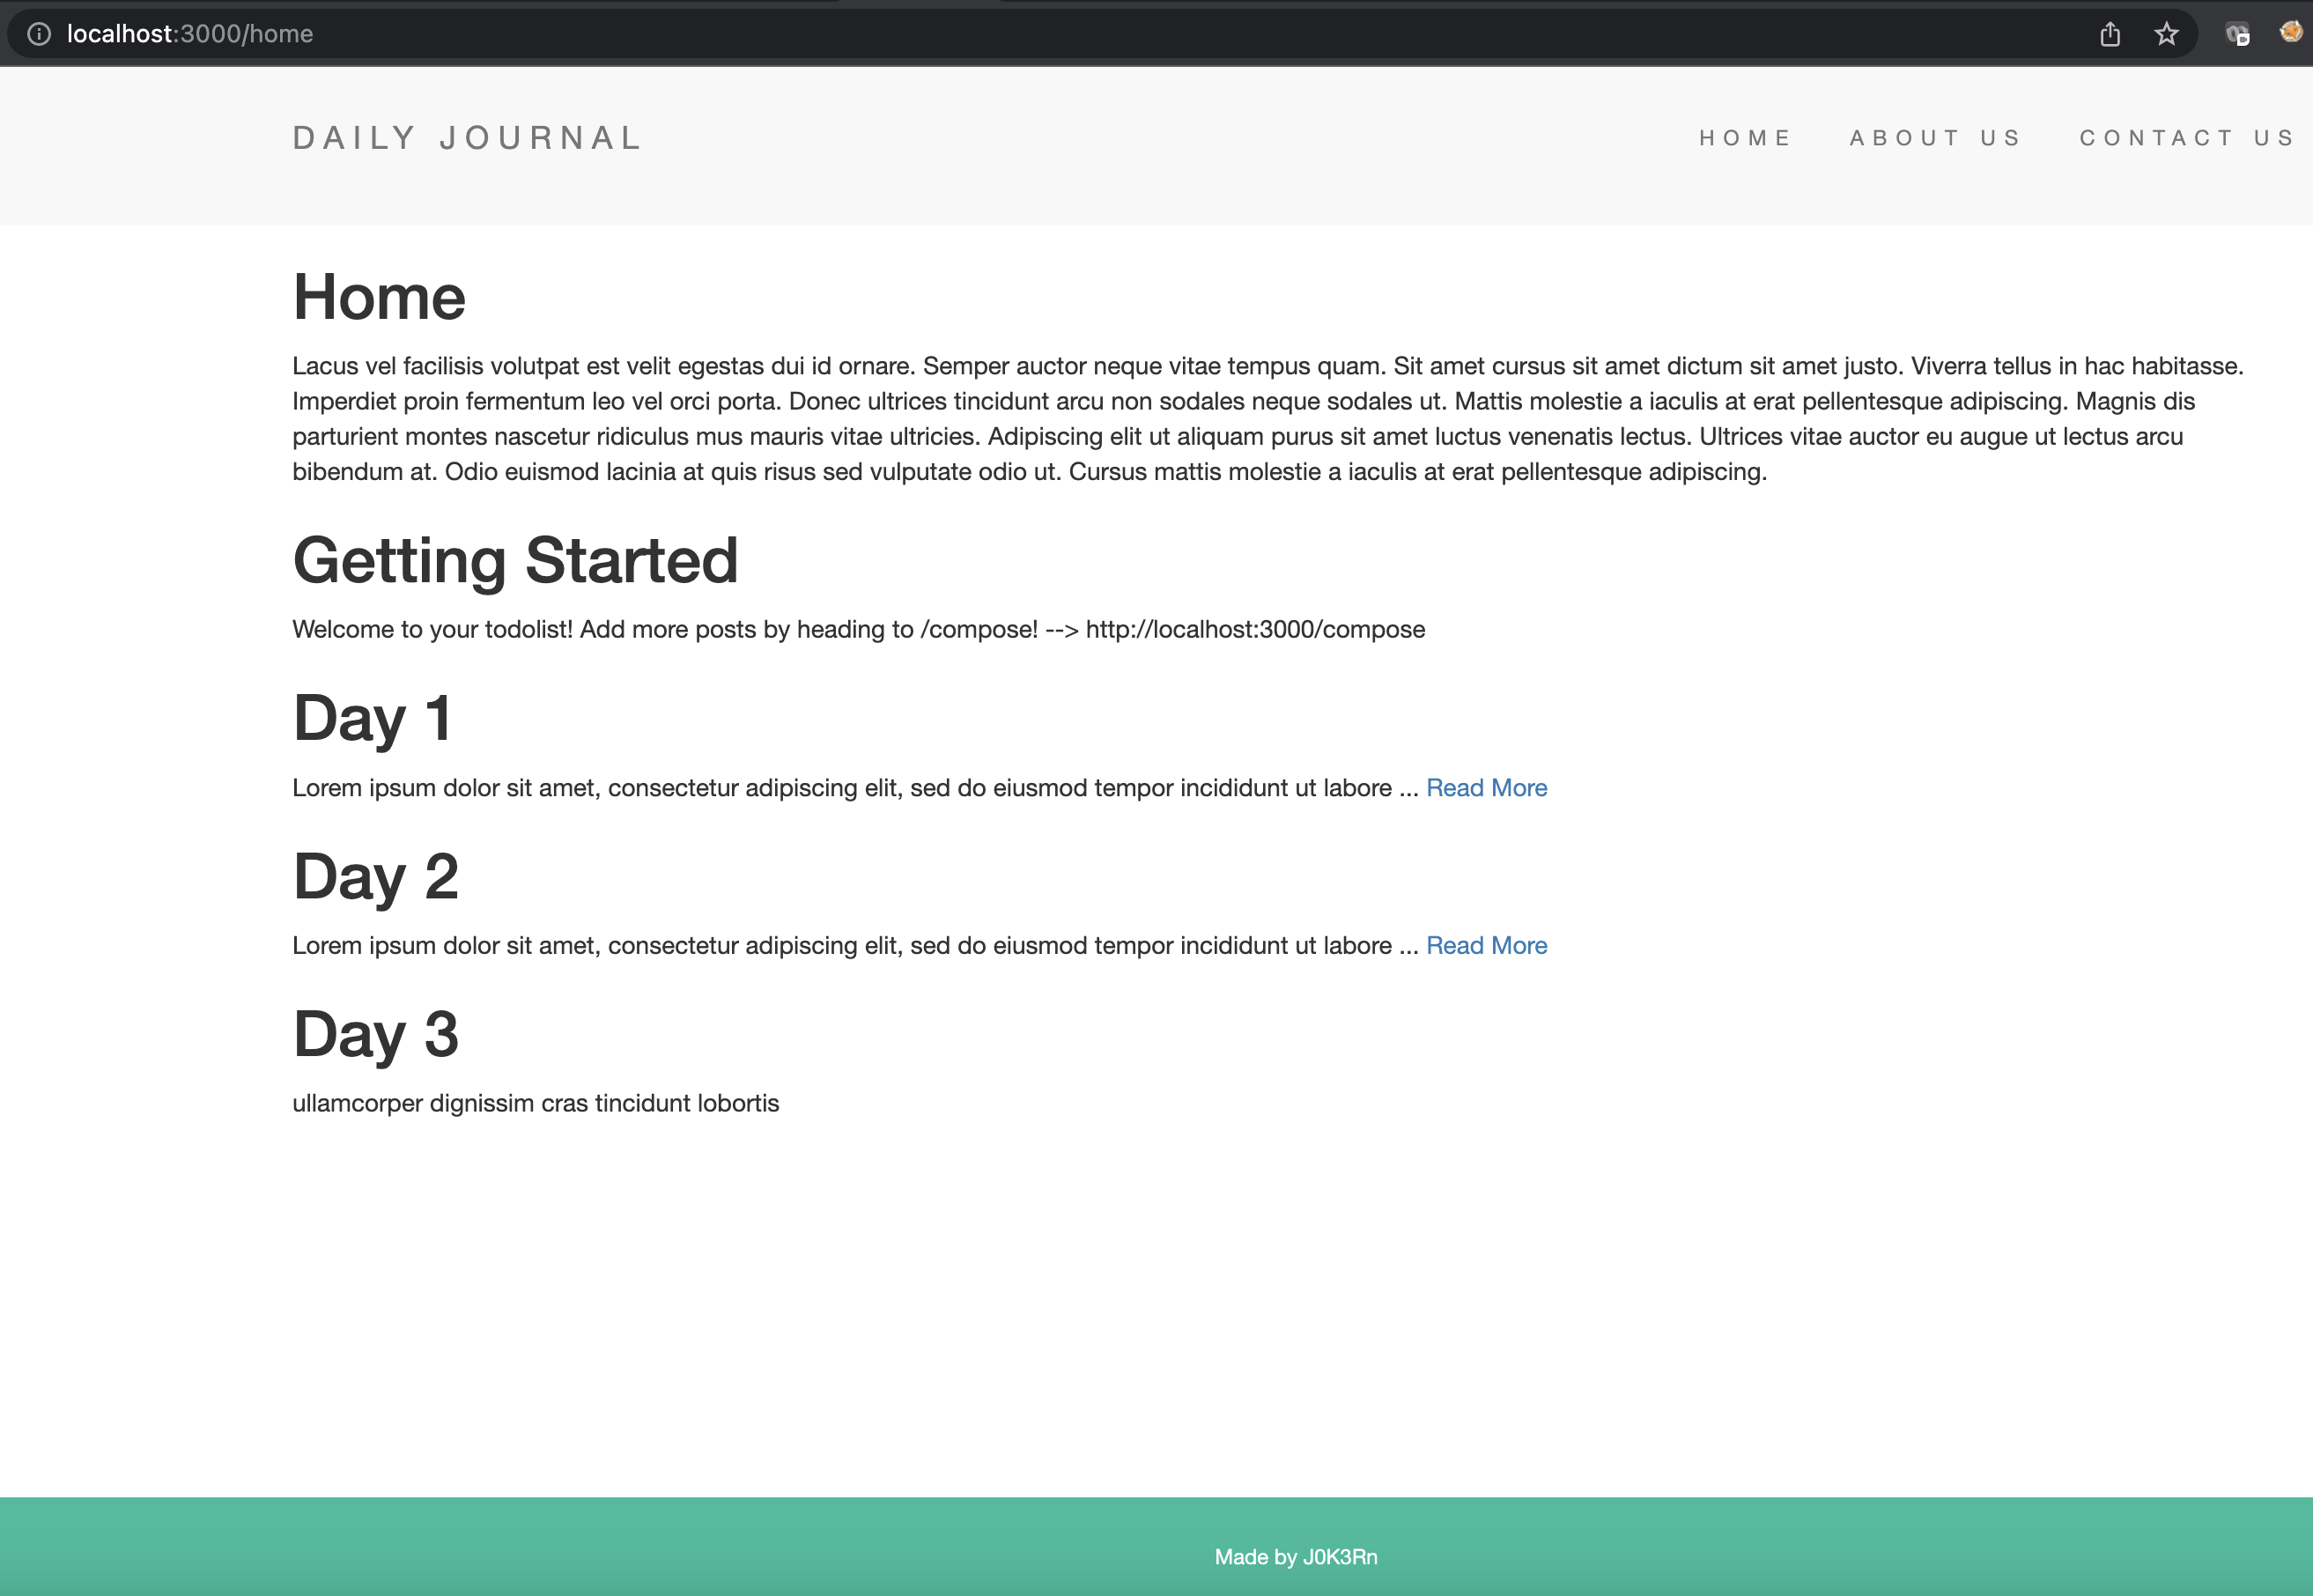 localhost:3000/home
DAILY JOURNAL
HOME ABOUT US CONTACT US
Home
Lacus vel facilisis volutpat est velit egestas dui id ornare. Semper auctor neque vitae tempus quam. Sit amet cursus sit amet dictum sit amet justo. Viverra tellus in hac habitasse.
Imperdiet proin fermentum leo vel orci porta. Donec ultrices tincidunt arcu non sodales neque sodales ut. Mattis molestie a iaculis at erat pellentesque adipiscing. Magnis dis
parturient montes nascetur ridiculus mus mauris vitae ultricies. Adipiscing elit ut aliquam purus sit amet luctus venenatis lectus. Ultrices vitae auctor eu augue ut lectus arcu
bibendum at. Odio euismod lacinia at quis risus sed vulputate odio ut. Cursus mattis molestie a iaculis at erat pellentesque adipiscing.
Getting Started
Welcome to your todolist! Add more posts by heading to /compose! --> http://localhost:3000/compose
Day 1
Lorem ipsum dolor sit amet, consectetur adipiscing elit, sed do eiusmod tempor incididunt ut labore ... Read More
Day 2
Lorem ipsum dolor sit amet, consectetur adipiscing elit, sed do eiusmod tempor incididunt ut labore ... Read More
Day 3
ullamcorper dignissim cras tincidunt lobortis
Made by J0K3Rn